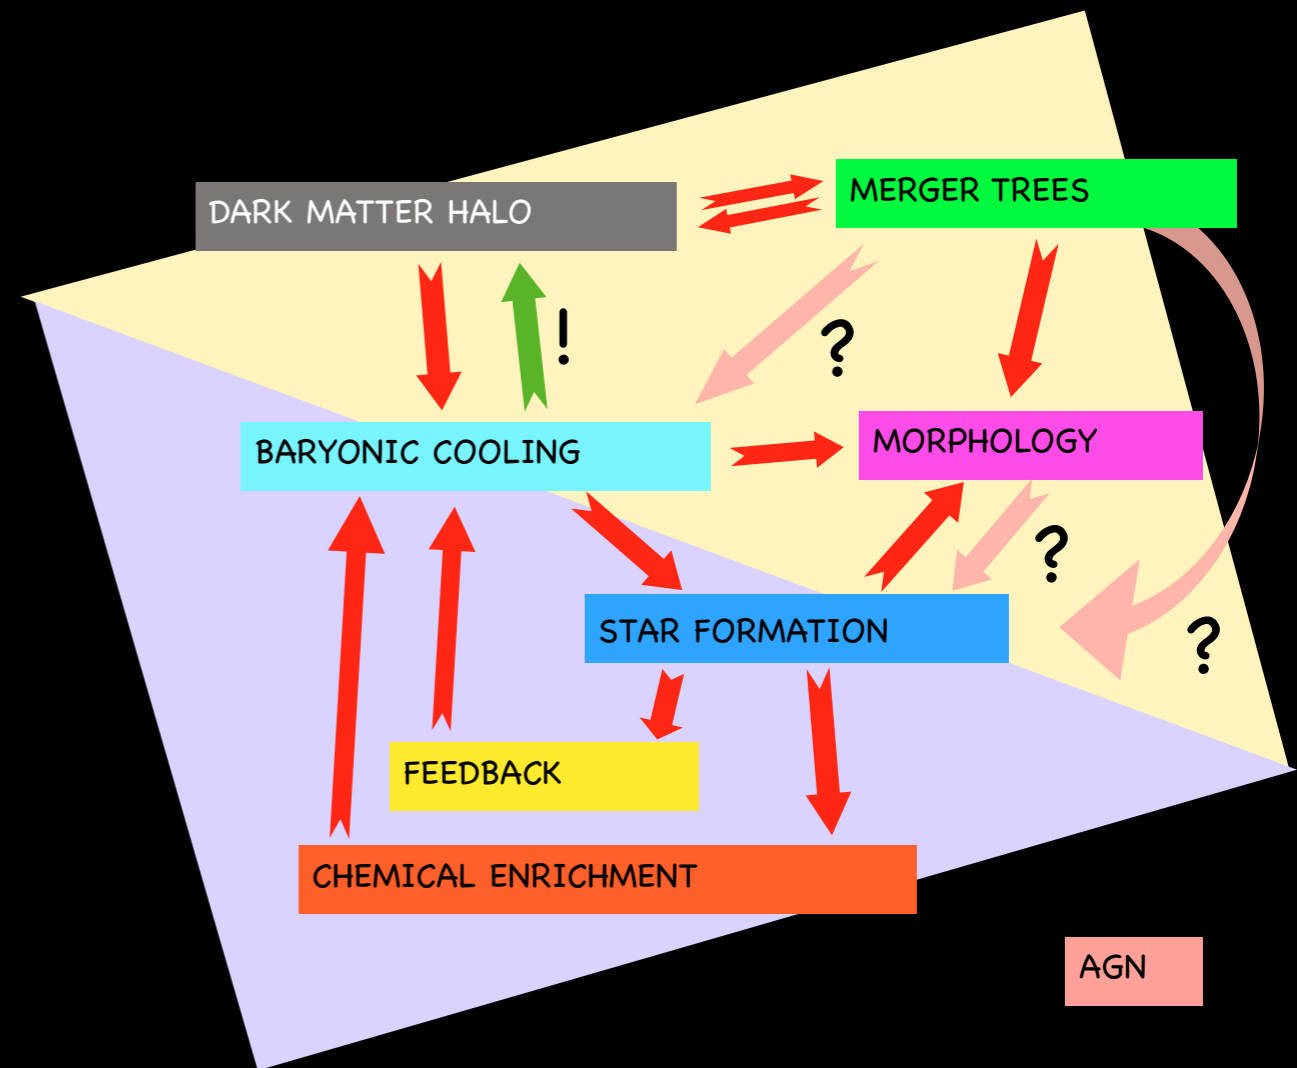 DARK MATTER HALO
MERGER TREES
!
?
BARYONIC COOLING
MORPHOLOGY
?
STAR FORMATION
?
FEEDBACK
CHEMICAL ENRICHMENT
AGN